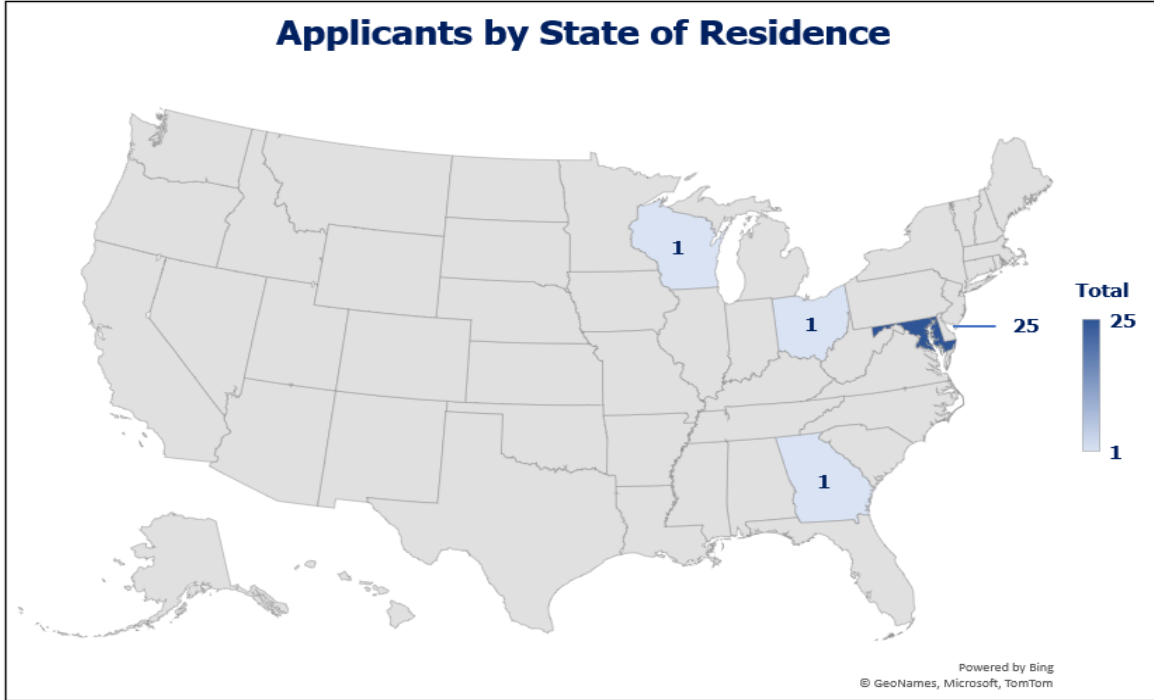 Applicants by State of Residence
1
1
Total
25
25
1
1
Powered by Bing
© GeoNames, Microsoft, TomTom